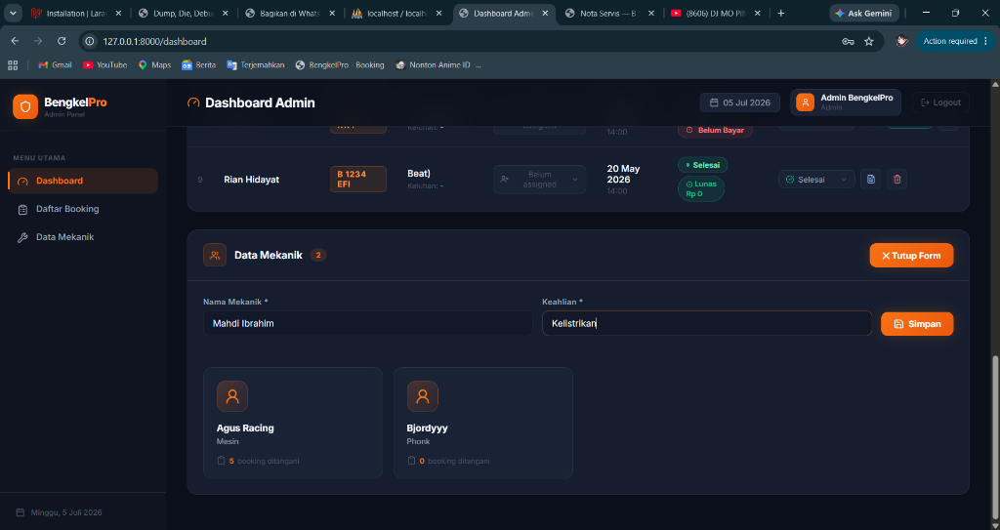 Installation | Lara
Dump, Die, Debu
Bagikan di Whats
localhost / localh
Dashboard Admi
Nota Servis — B
(8606) DJ MO PI
Ask Gemini
127.0.0.1:8000/dashboard
Action required
Gmail
YouTube
Maps
Berita
Terjemahkan
BengkelPro - Booking
Nonton Anime ID - ...
BengkelPro
Admin Panel
Dashboard Admin
05 Jul 2026
Admin BengkelPro
Admin
Logout
MENU UTAMA
Dashboard
Daftar Booking
Data Mekanik
Keluhan: -
14:00
Belum Bayar
9
Rian Hidayat
B 1234
EFI
Beat)
Keluhan: -
Belum
assigned
20 May
2026
14:00
Selesai
Lunas
Rp 0
Selesai
Data Mekanik
2
Tutup Form
Nama Mekanik *
Keahlian *
Mahdi Ibrahim
Kelistrikan
Simpan
Agus Racing
Mesin
5 booking ditangani
Bjordyyy
Phonk
0 booking ditangani
Minggu, 5 Juli 2026